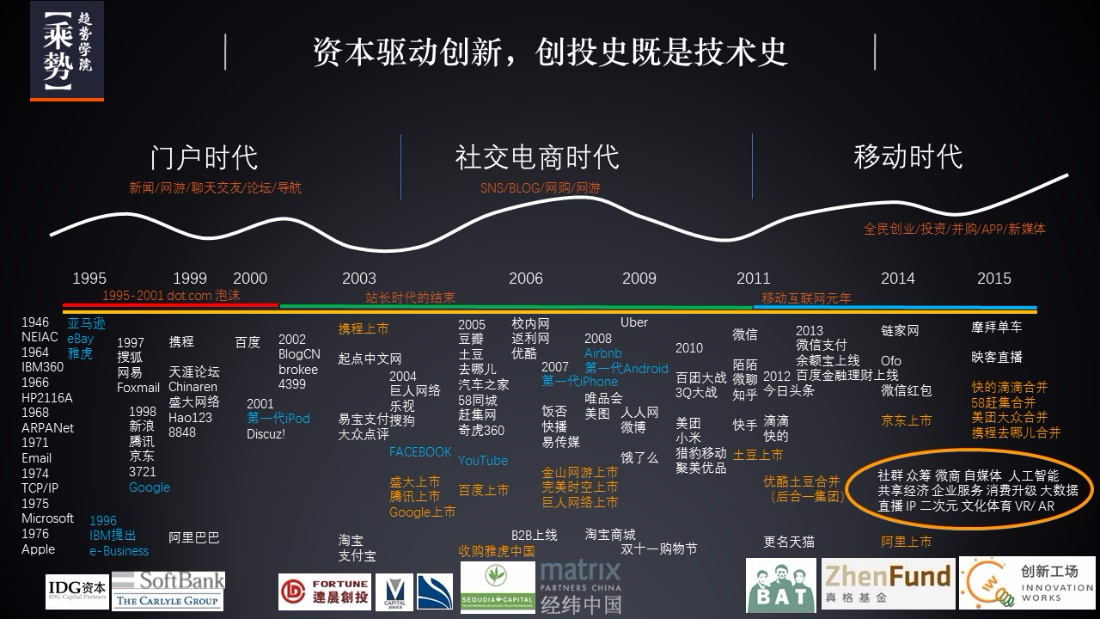 【乘勢】
趋势学院
资本驱动创新，创投史既是技术史
门户时代
新闻/网游/聊天交友/论坛/导航
社交电商时代
SNS/BLOG/网购/网游
移动时代
全民创业/投资/并购/APP/新媒体
1995
1999
2000
2003
2006
2009
2011
2014
2015
1995-2001 dot.com 泡沫
站长时代的结束
移动互联网元年
1946
NEIAC
1964
IBM360
1966
HP2116A
1968
ARPANet
1971
Email
1974
TCP/IP
1975
Microsoft
1976
Apple
亚马逊
eBay
雅虎
1996
IBM提出
e-Business
1997
搜狐
网易
Foxmail
1998
新浪
腾讯
京东
3721
Google
携程
天涯论坛
Chinaren
盛大网络
Hao123
8848
阿里巴巴
百度
2001
第一代iPod
Discuz!
2002
BlogCN
brokee
4399
携程上市
起点中文网
易宝支付
大众点评
淘宝
支付宝
2004
巨人网络
乐视
搜狗
FACEBOOK
盛大上市
腾讯上市
Google上市
2005
豆瓣
土豆
去哪儿
汽车之家
58同城
赶集网
奇虎360
YouTube
百度上市
收购雅虎中国
校内网
返利网
优酷
2007
第一代iPhone
饭否
快播
易传媒
金山网游上市
完美时空上市
巨人网络上市
B2B上线
2008
Airbnb
第一代Android
唯品会
美图
淘宝商城
Uber
人人网
微博
饿了么
双十一购物节
2010
百团大战
3Q大战
美团
小米
猎豹移动
聚美优品
微信
陌陌
微聊
知乎
快手
土豆上市
2012
今日头条
滴滴
快的
优酷土豆合并
（后合一集团）
更名天猫
2013
微信支付
余额宝上线
百度金融理财上线
链家网
Ofo
微信红包
京东上市
阿里上市
摩拜单车
映客直播
快的滴滴合并
58赶集合并
美团大众合并
携程去哪儿合并
社群 众筹 微商 自媒体 人工智能
共享经济 企业服务 消费升级 大数据
直播 IP 二次元 文化体育 VR/ AR
IDG资本
IDG Capital Partners
SoftBank
THE CARLYLE GROUP
FORTUNE
達晨創投
CAPITAL
SEQUOIA CAPITAL
matrix
PARTNERS CHINA
经纬中国
BAT
ZhenFund
真格基金
创新工场
INNOVATION
WORKS